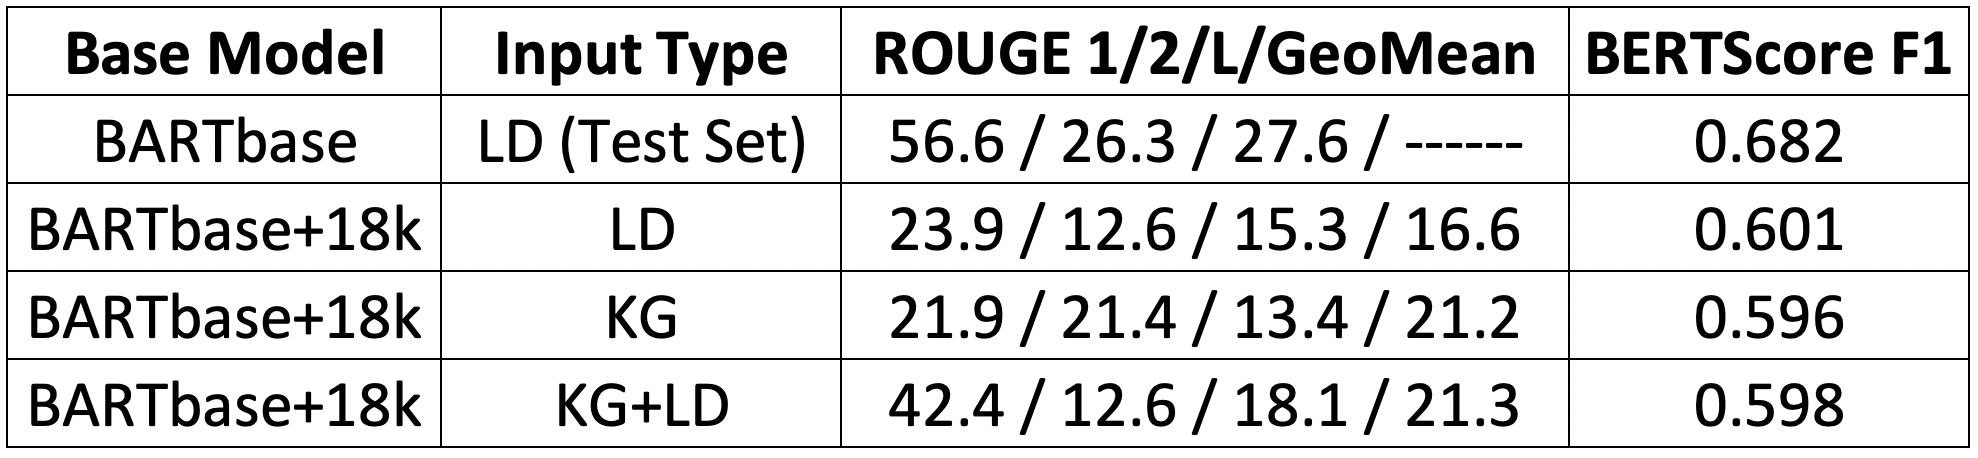 Base Model Input Type ROUGE 1/2/L/GeoMean BERTScore F1
BARTbase LD (Test Set) 56.6 / 26.3 / 27.6 / ------ 0.682
BARTbase+18k LD 23.9 / 12.6 / 15.3 / 16.6 0.601
BARTbase+18k KG 21.9 / 21.4 / 13.4 / 21.2 0.596
BARTbase+18k KG+LD 42.4 / 12.6 / 18.1 / 21.3 0.598